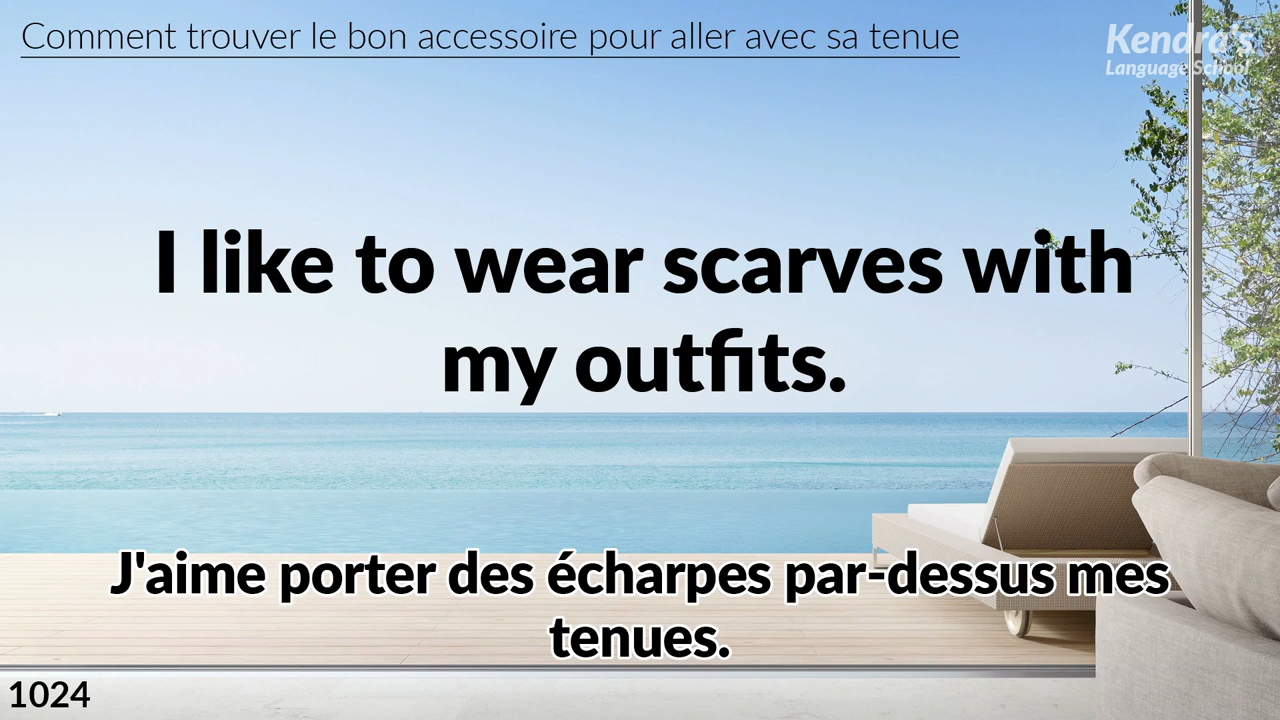 Comment trouver le bon accessoire pour aller avec sa tenue
Kendra's
Language School
I like to wear scarves with
my outfits.
J'aime porter des écharpes par-dessus mes
tenues.
1024